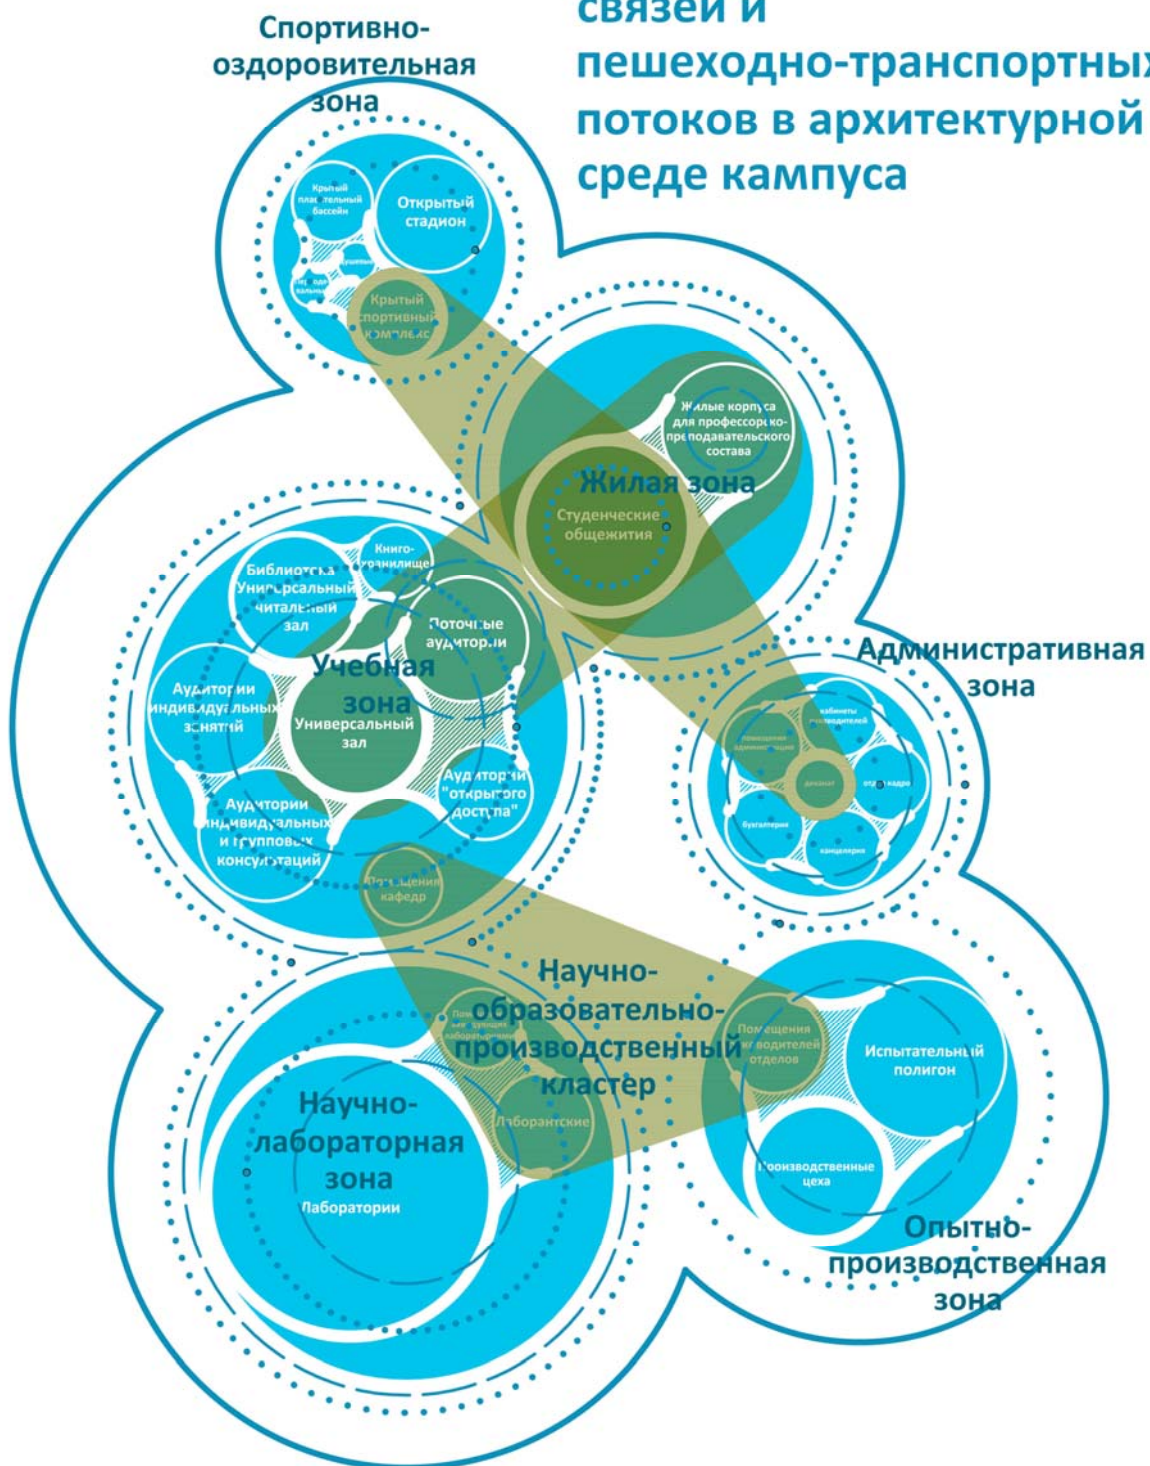 связей и
пешеходно-транспортных
потоков в архитектурной
среде кампуса
Спортивно-
оздоровительная
зона
Крытый
плавательный
бассейн
Открытый
стадион
Крытый
спортивный
комплекс
Жилые корпуса
для профессорско-
преподавательского
состава
Жилая зона
Студенческие
общежития
Книго-
хранилище
Библиотека
Универсальный
читальный
зал
Поточные
аудитории
Учебная
зона
Аудитории
индивидуальных
занятий
Универсальный
зал
Аудитории
"открытого
доступа"
Аудитории
индивидуальных
и групповых
консультаций
Помещения
кафедр
Административная
зона
кабинеты
руководителей
помещения
администрации
деканат
отдел кадров
бухгалтерия
канцелярия
Научно-
образовательно-
производственный
кластер
Лаборантские
Научно-
лабораторная
зона
Лаборатории
Помещения
руководителей
отделов
Испытательный
полигон
Производственные
цеха
Опытно-
производственная
зона